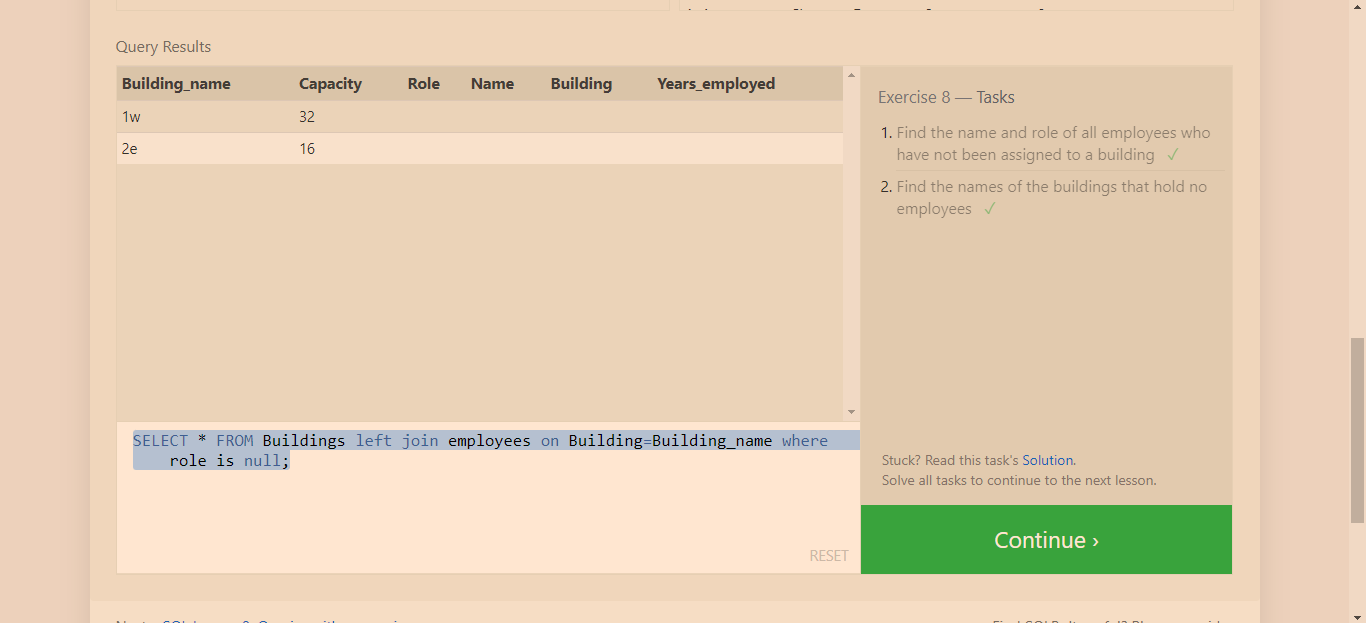 Query Results
Building_name Capacity Role Name Building Years_employed
1w 32
2e 16
Exercise 8 — Tasks
1. Find the name and role of all employees who
have not been assigned to a building ✓
2. Find the names of the buildings that hold no
employees ✓
SELECT * FROM Buildings left join employees on Building=Building_name where
role is null;
RESET
Stuck? Read this task's Solution.
Solve all tasks to continue to the next lesson.
Continue ›